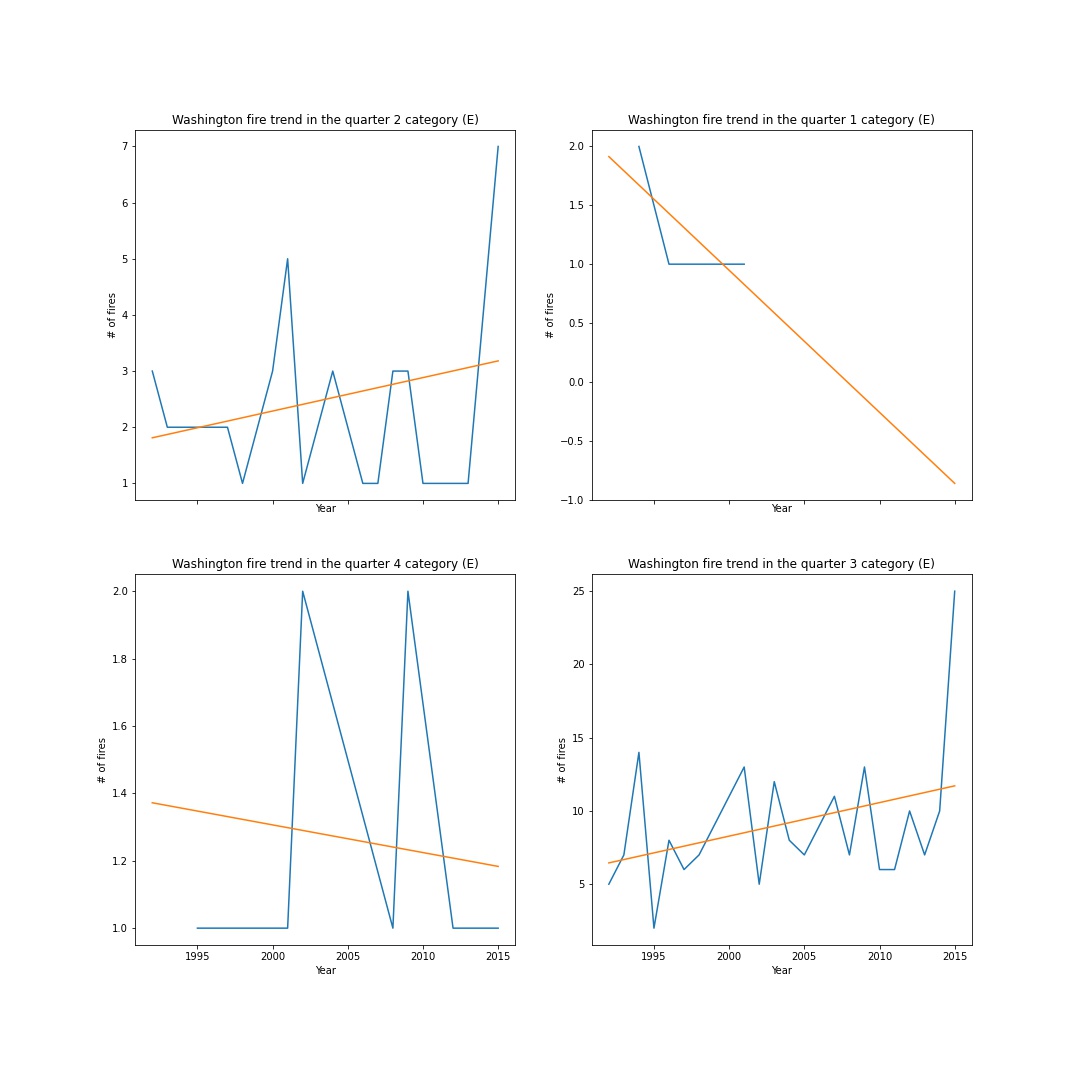 Washington fire trend in the quarter 2 category (E)
7
6
5
4
3
2
1
# of fires
Year
Washington fire trend in the quarter 1 category (E)
2.0
1.5
1.0
0.5
0.0
−0.5
−1.0
# of fires
Year
Washington fire trend in the quarter 4 category (E)
2.0
1.8
1.6
1.4
1.2
1.0
# of fires
1995 2000 2005 2010 2015
Year
Washington fire trend in the quarter 3 category (E)
25
20
15
10
5
# of fires
1995 2000 2005 2010 2015
Year